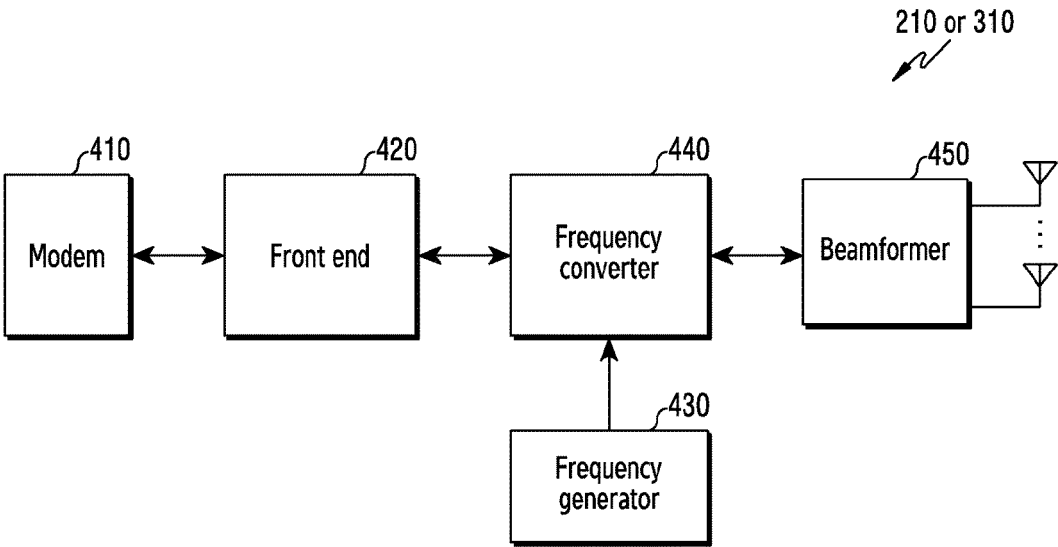 210 or 310
410
420
440
450
Modem
Front end
Frequency
converter
Beamformer
430
Frequency
generator